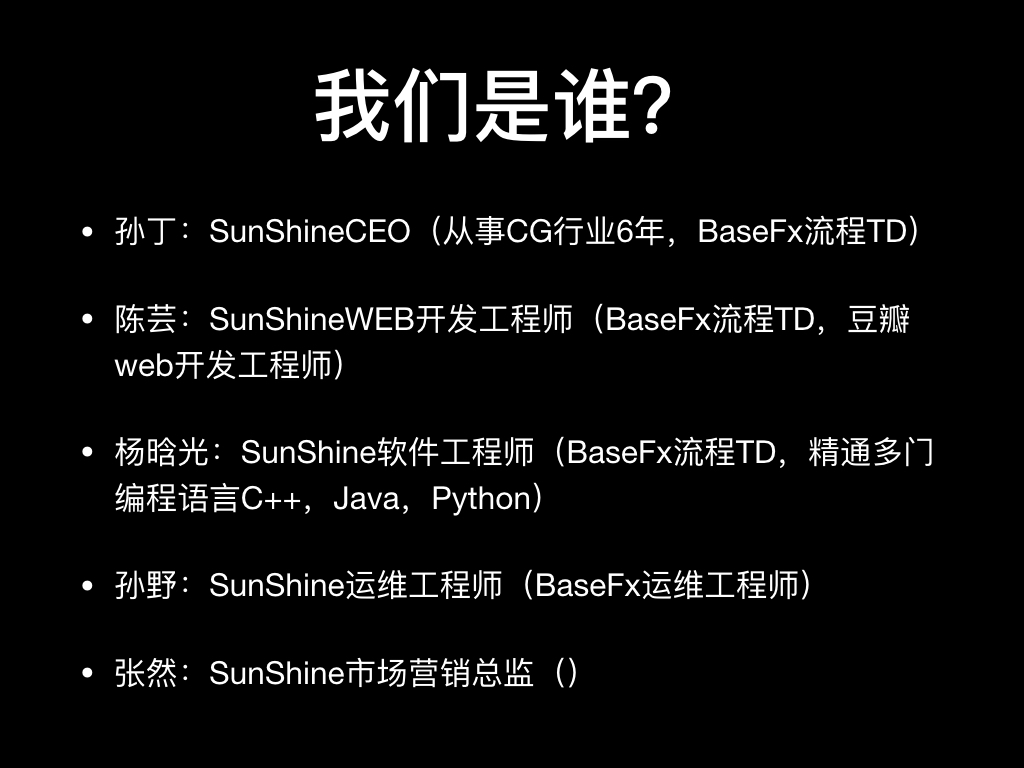 我们是谁？
• 孙丁：SunShineCEO（从事CG行业6年，BaseFx流程TD）
• 陈芸：SunShineWEB开发工程师（BaseFx流程TD，豆瓣
web开发工程师）
• 杨晗光：SunShine软件工程师（BaseFx流程TD，精通多门
编程语言C++，Java，Python）
• 孙野：SunShine运维工程师（BaseFx运维工程师）
• 张然：SunShine市场营销总监（）